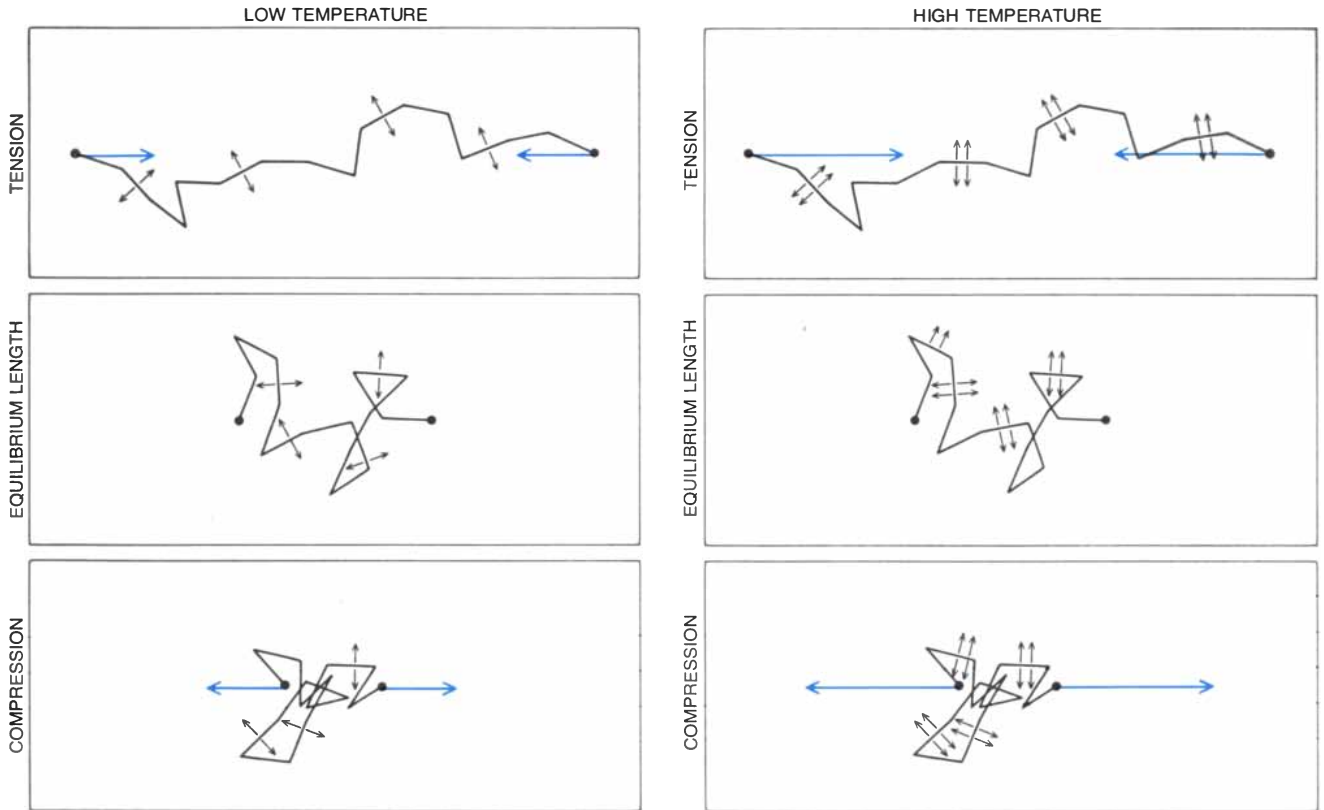 LOW TEMPERATURE
HIGH TEMPERATURE
TENSION
TENSION
EQUILIBRIUM LENGTH
EQUILIBRIUM LENGTH
COMPRESSION
COMPRESSION